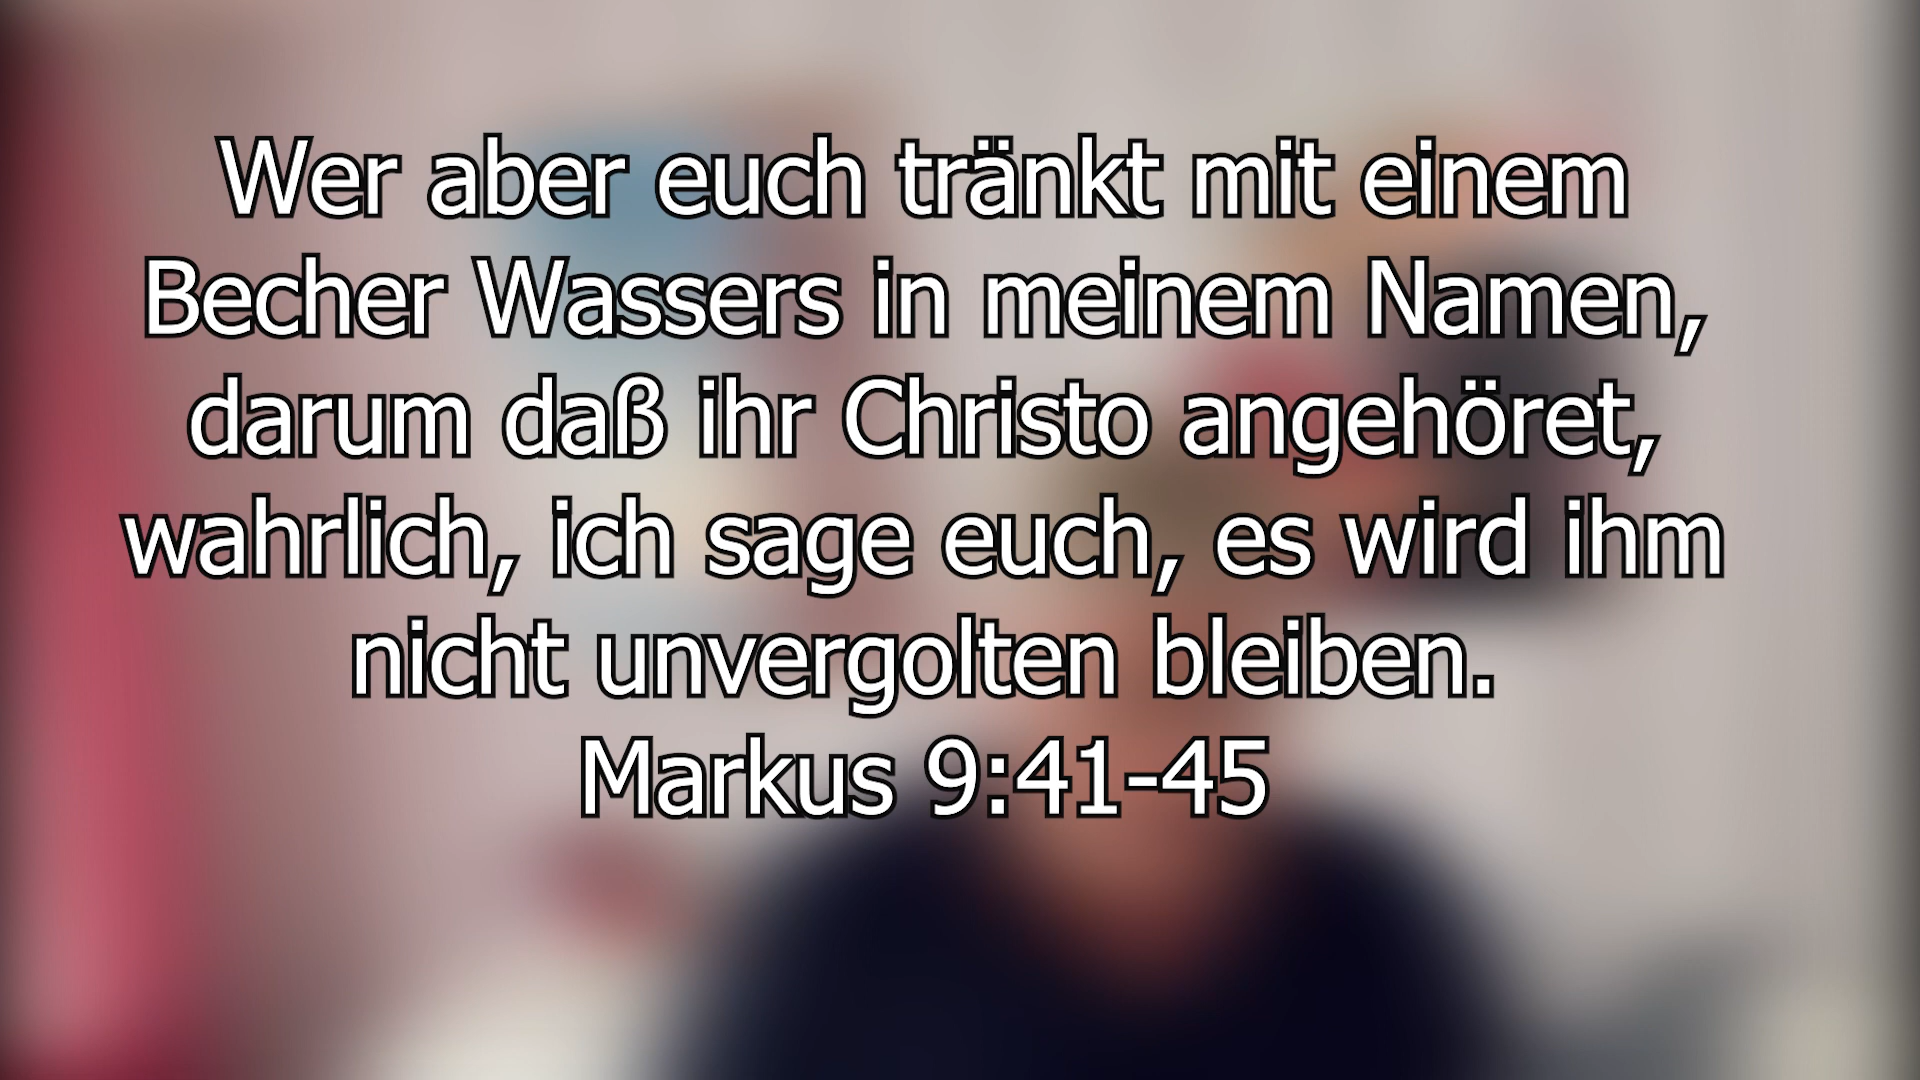 Wer aber euch tränkt mit einem
Becher Wassers in meinem Namen,
darum daß ihr Christo angehöret,
wahrlich, ich sage euch, es wird ihm
nicht unvergolten bleiben.
Markus 9:41-45